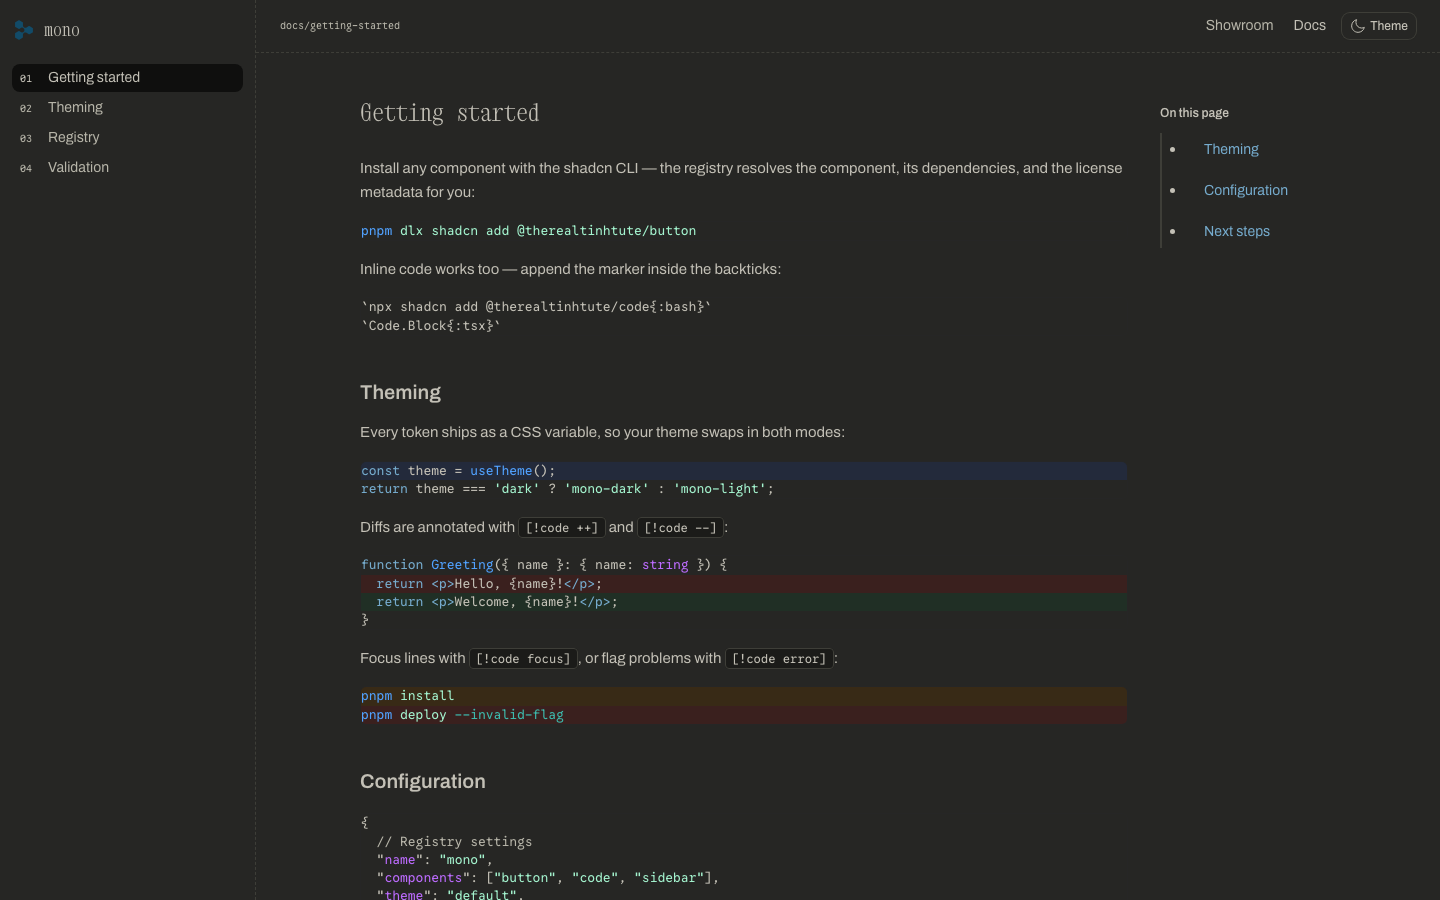 mono
01 Getting started
02 Theming
03 Registry
04 Validation
docs/getting-started
Showroom
Docs
Theme
Getting started
Install any component with the shadcn CLI — the registry resolves the component, its dependencies, and the license
metadata for you:
pnpm dlx shadcn add @therealtinhtute/button
Inline code works too — append the marker inside the backticks:
`npx shadcn add @therealtinhtute/code{:bash}`
`Code.Block{:tsx}`
Theming
Every token ships as a CSS variable, so your theme swaps in both modes:
const theme = useTheme();
return theme === 'dark' ? 'mono-dark' : 'mono-light';
Diffs are annotated with [!code ++] and [!code --]:
function Greeting({ name }: { name: string }) {
  return <p>Hello, {name}!</p>;
  return <p>Welcome, {name}!</p>;
}
Focus lines with [!code focus], or flag problems with [!code error]:
pnpm install
pnpm deploy --invalid-flag
Configuration
{
  // Registry settings
  "name": "mono",
  "components": ["button", "code", "sidebar"],
  "theme": "default",
On this page
Theming
Configuration
Next steps